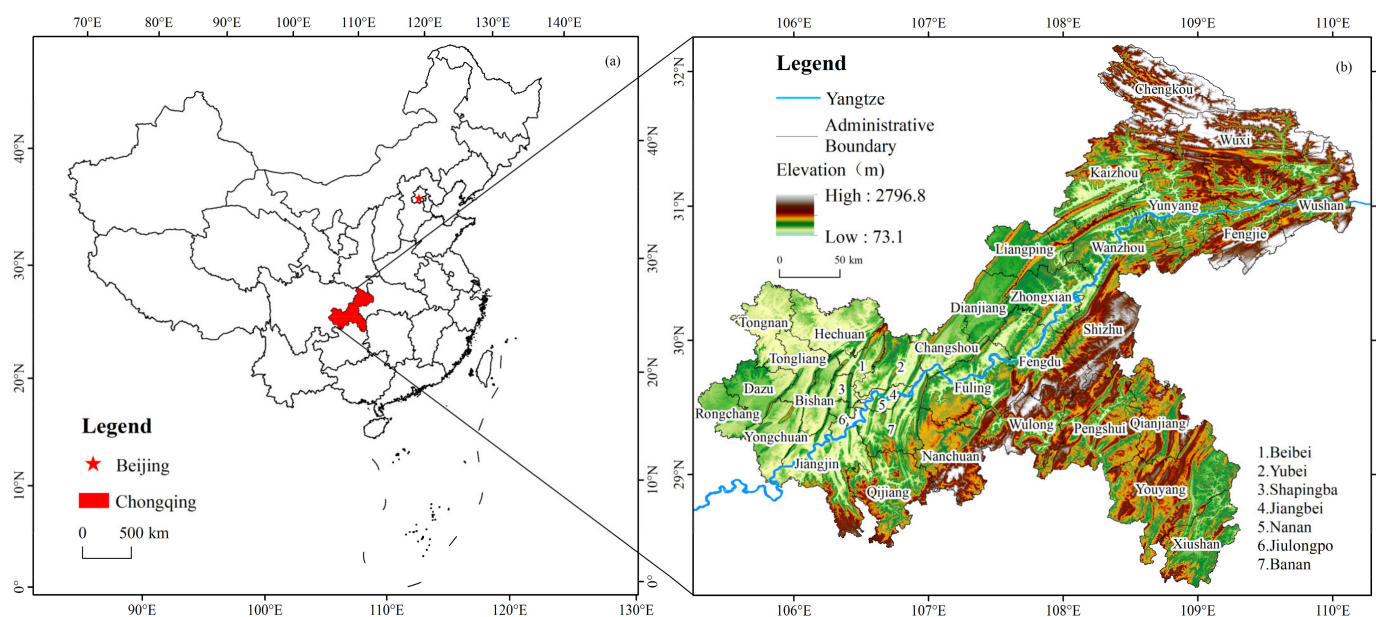 70°E 80°E 90°E 100°E 110°E 120°E 130°E 140°E
(a)
40°N
30°N
20°N
10°N
0°
40°N
30°N
20°N
10°N
0°
Legend
Beijing
Chongqing
0 500 km
90°E 100°E 110°E 120°E 130°E
106°E 107°E 108°E 109°E 110°E
(b)
32°N
31°N
30°N
29°N
Legend
Yangtze
Administrative
Boundary
Elevation（m）
High : 2796.8
Low : 73.1
0 50 km
Chengkou
Wuxi
Kaizhou
Yunyang
Wushan
Fengjie
Wanzhou
Liangping
Zhongxian
Dianjiang
Shizhu
Tongnan
Hechuan
Changshou
Tongliang
Fengdu
1
2
Dazu
Fuling
3
4
Bishan
5
Rongchang
6
7
Wulong
Pengshui
Qianjiang
Yongchuan
Nanchuan
Jiangjin
Qijiang
Youyang
Xiushan
1.Beibei
2.Yubei
3.Shapingba
4.Jiangbei
5.Nanan
6.Jiulongpo
7.Banan
106°E 107°E 108°E 109°E 110°E